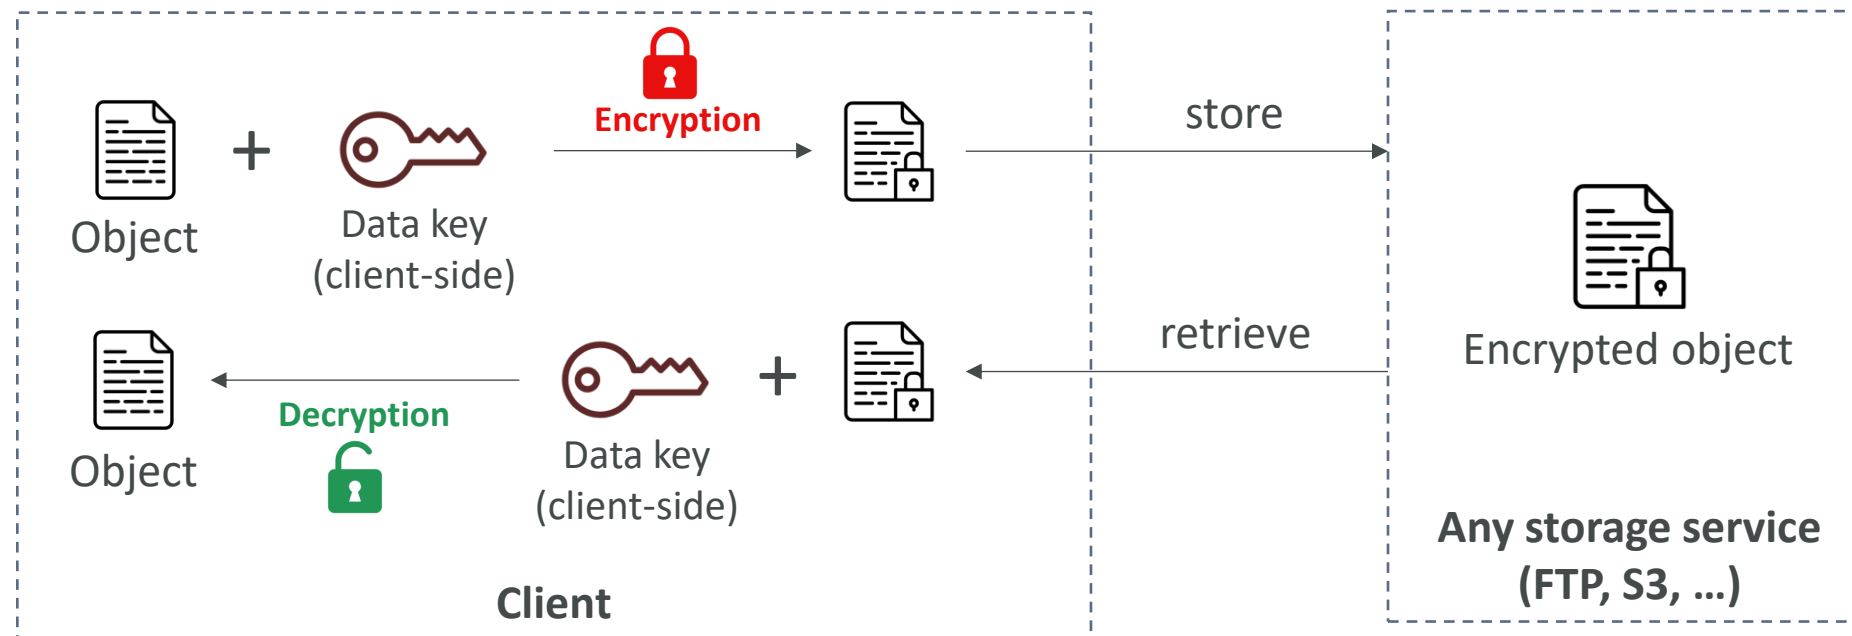 Encryption
store
Object
Data key
(client-side)
retrieve
Encrypted object
Decryption
Object
Data key
(client-side)
Any storage service
(FTP, S3, ...)
Client